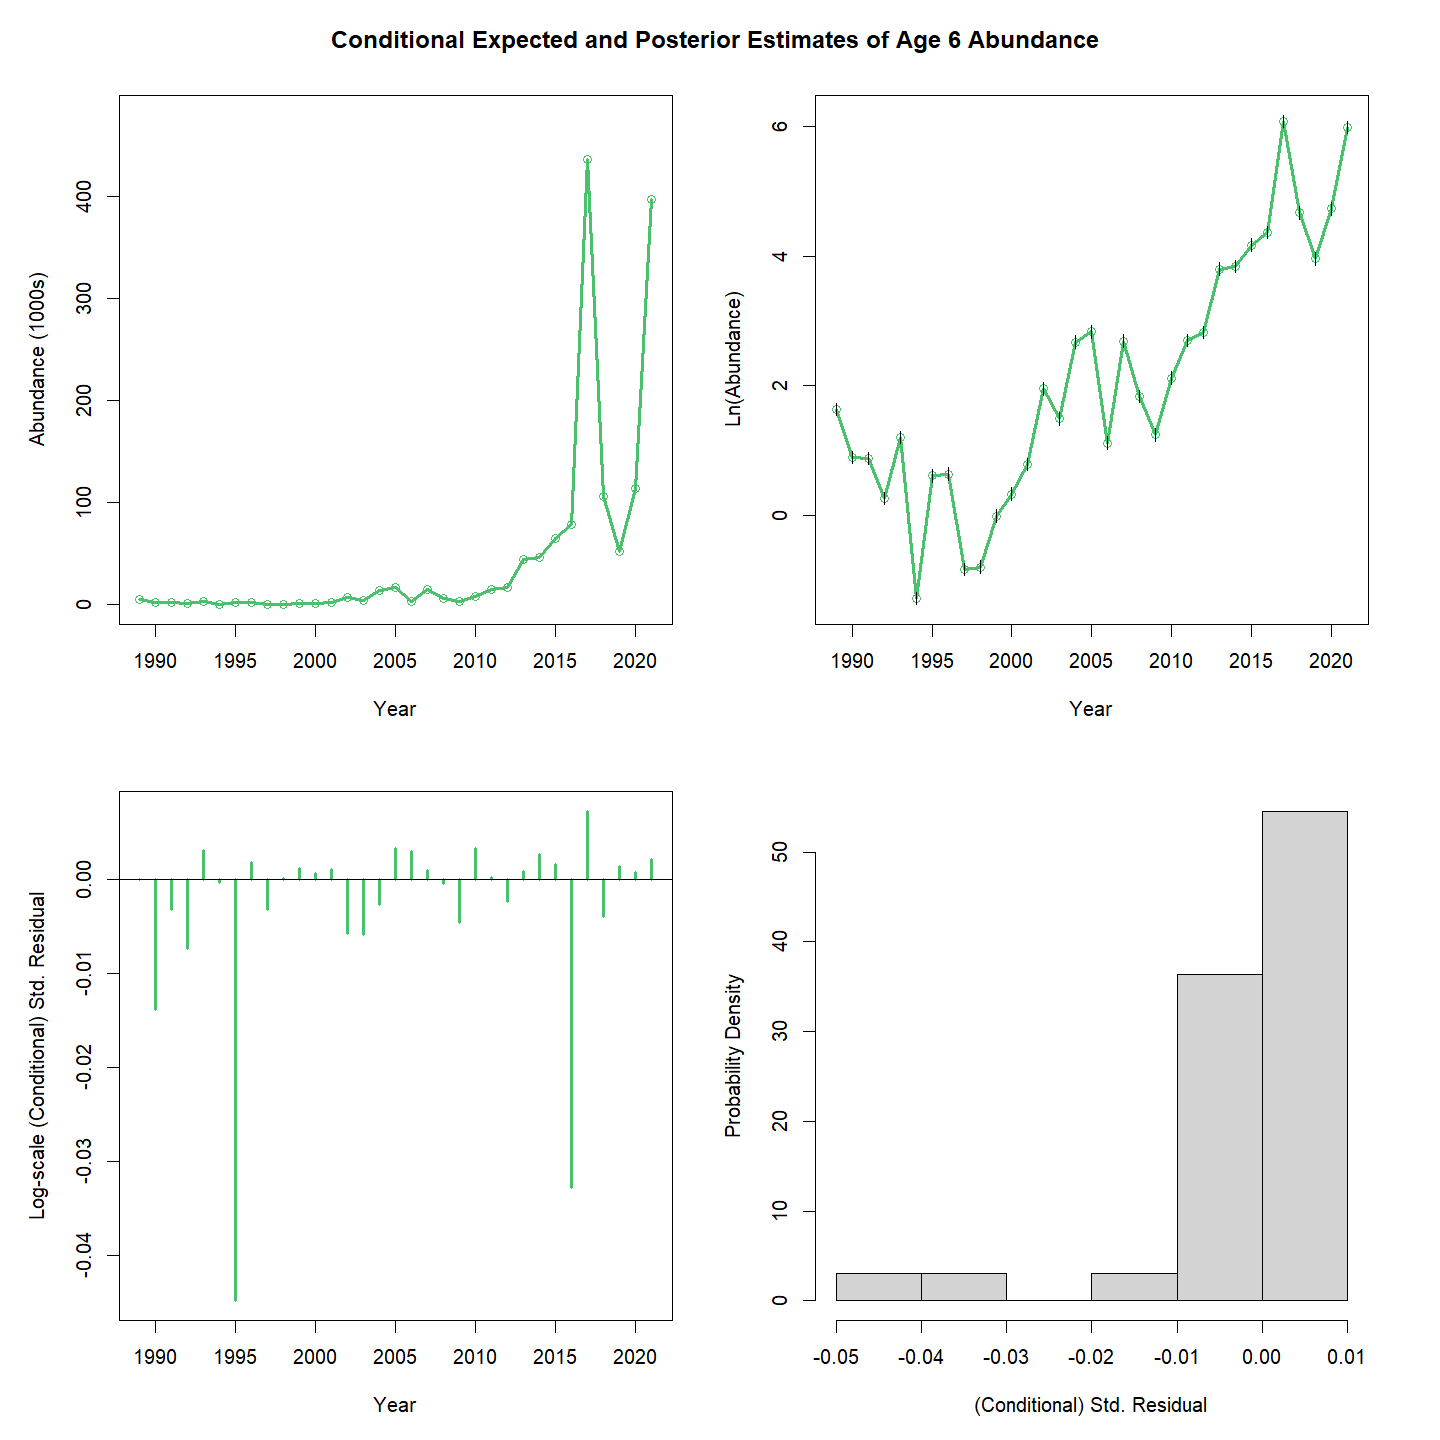 Conditional Expected and Posterior Estimates of Age 6 Abundance
Abundance (1000s)
0 100 200 300 400
1990 1995 2000 2005 2010 2015 2020
Year
Ln(Abundance)
0 2 4 6
1990 1995 2000 2005 2010 2015 2020
Year
Log-scale (Conditional) Std. Residual
-0.04 -0.03 -0.02 -0.01 0.00
1990 1995 2000 2005 2010 2015 2020
Year
Probability Density
0 10 20 30 40 50
-0.05 -0.04 -0.03 -0.02 -0.01 0.00 0.01
(Conditional) Std. Residual